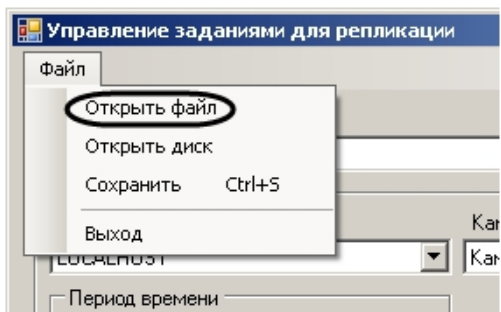 Управление заданиями для репликации
Файл
Открыть файл
Открыть диск
Сохранить Ctrl+S
Выход
LOCALHOST
Период времени